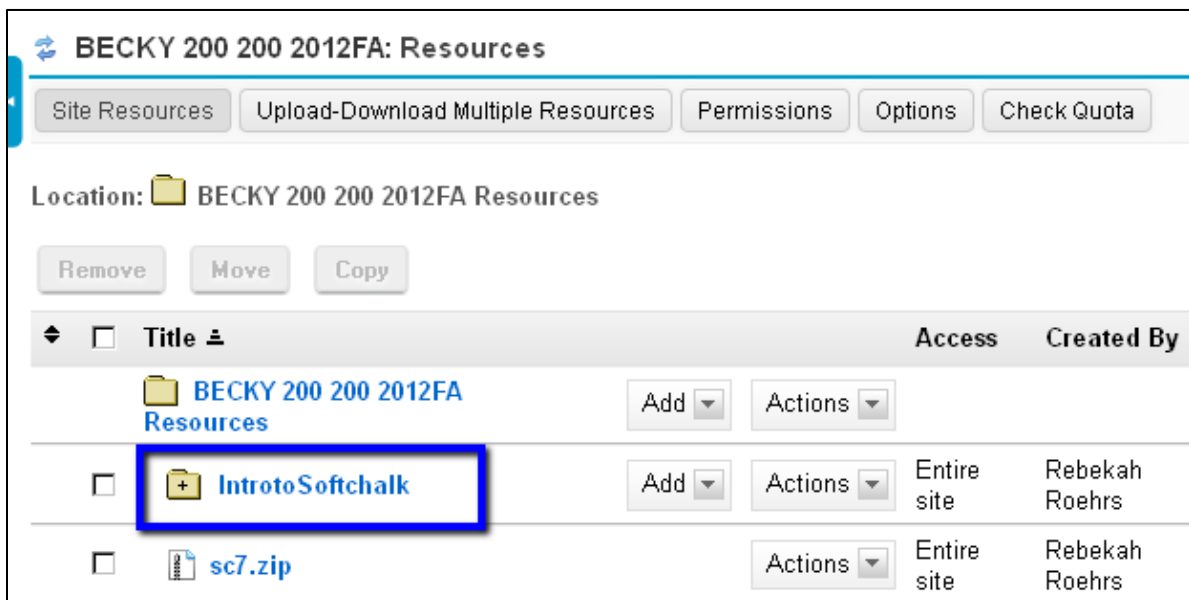 BECKY 200 200 2012FA: Resources
Site Resources Upload-Download Multiple Resources Permissions Options Check Quota
Location: BECKY 200 200 2012FA Resources
Remove Move Copy
Title Access Created By
BECKY 200 200 2012FA Resources Add Actions
IntrotoSoftchalk Add Actions Entire site Rebekah Roehrs
sc7.zip Actions Entire site Rebekah Roehrs